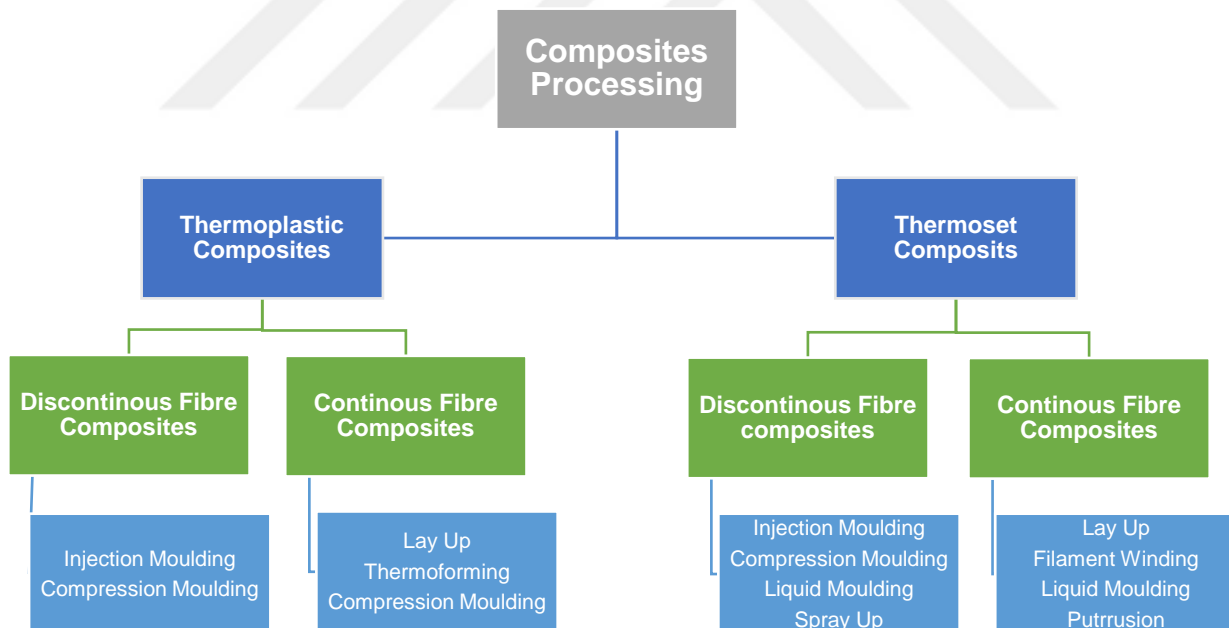 Composites
Processing
Thermoplastic
Composites
Thermoset
Composits
Discontinous Fibre
Composites
Continous Fibre
Composites
Discontinous Fibre
composites
Continous Fibre
Composites
Injection Moulding
Compression Moulding
Lay Up
Thermoforming
Compression Moulding
Injection Moulding
Compression Moulding
Liquid Moulding
Spray Up
Lay Up
Filament Winding
Liquid Moulding
Putrrusion